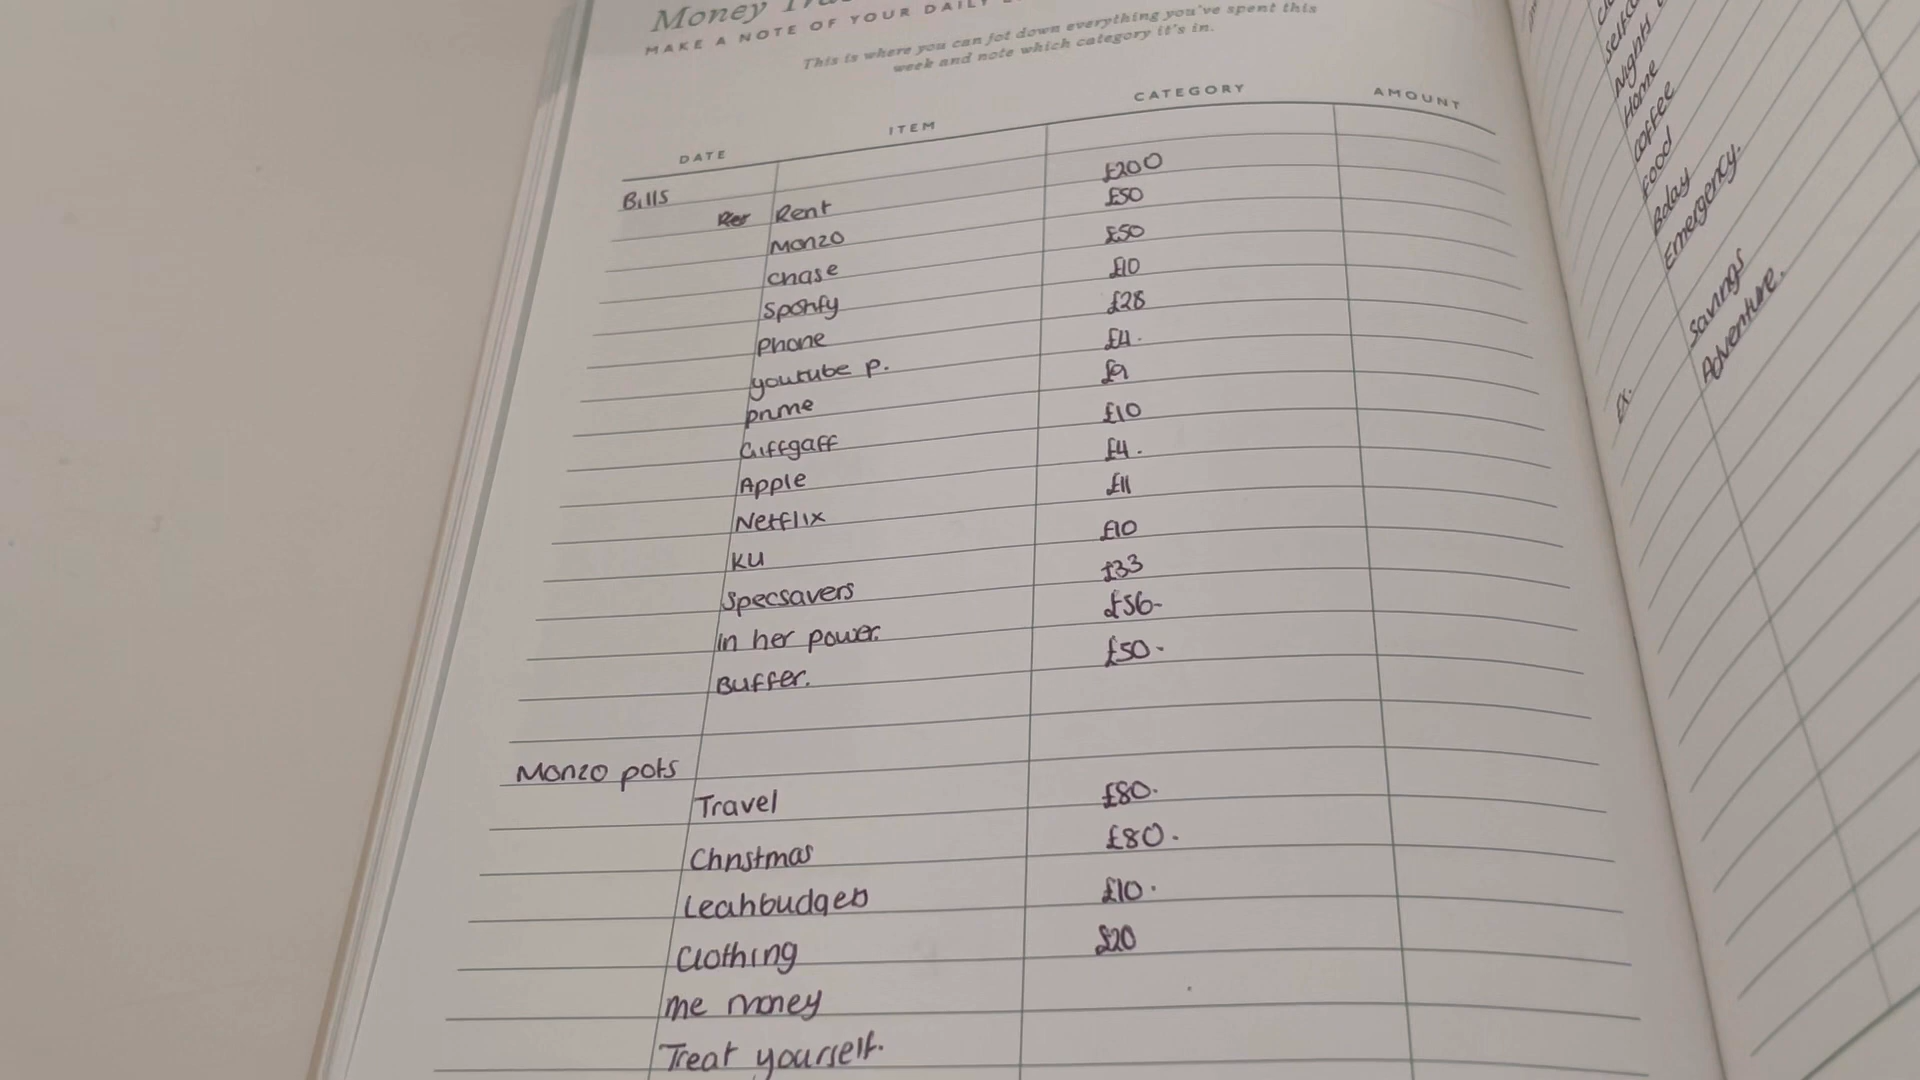 Money
MAKE A NOTE OF YOUR DAILY
This is where you can jot down everything you've spent this
week and note which category it's in.
DATE ITEM CATEGORY AMOUNT
Bills
Rent £200
Monzo £50
chase £50
Spotify £10
Phone £28
youtube p. £4.
prime £9
Giffgaff £10
Apple £4.
Netflix £11
KU £10
Specsavers £33
in her power. £56-
Buffer. £50.
Monzo pots
Travel £80.
Christmas £80.
Leahbudgets £10.
Clothing £20
me money
Treat yourself.
Nights
Home
coffee
food
Bday
Emergency.
Savings
Ex. Adventure.